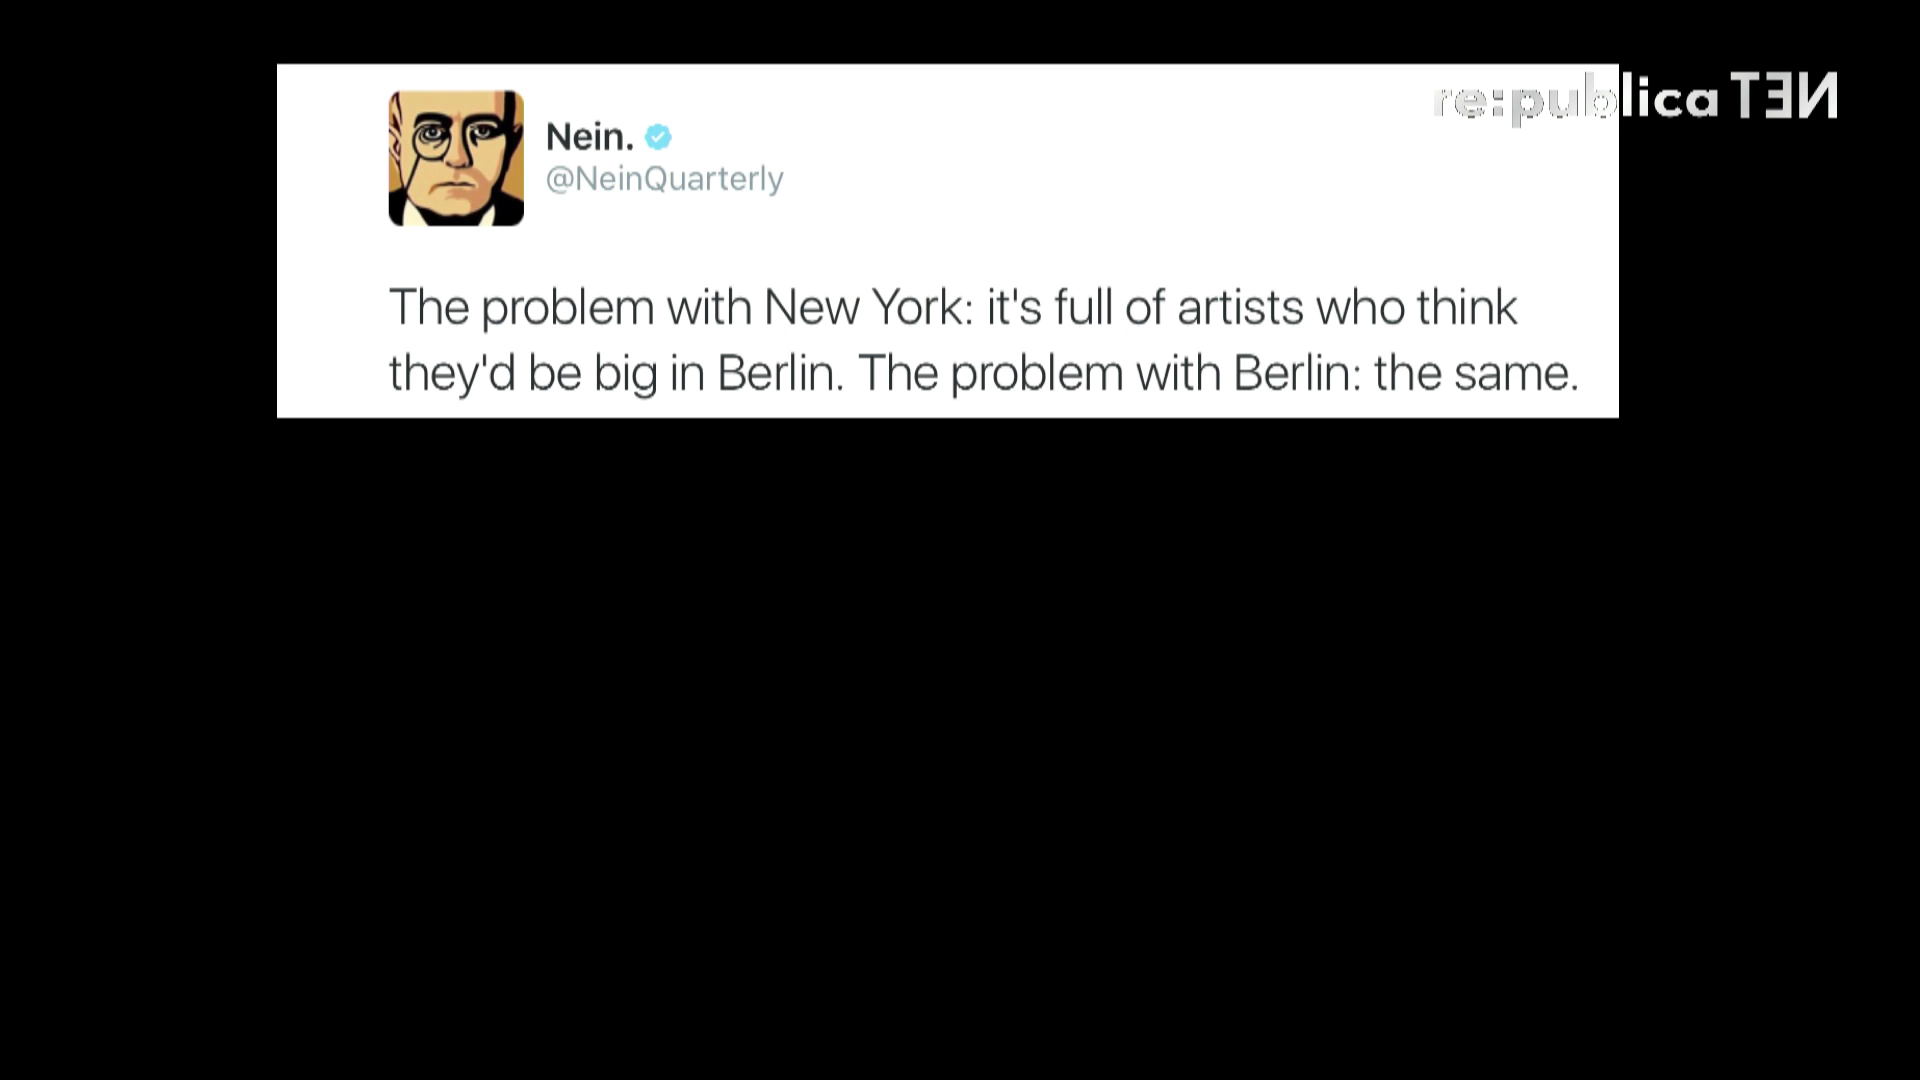 re:publica TEN
Nein.
@NeinQuarterly
The problem with New York: it's full of artists who think
they'd be big in Berlin. The problem with Berlin: the same.